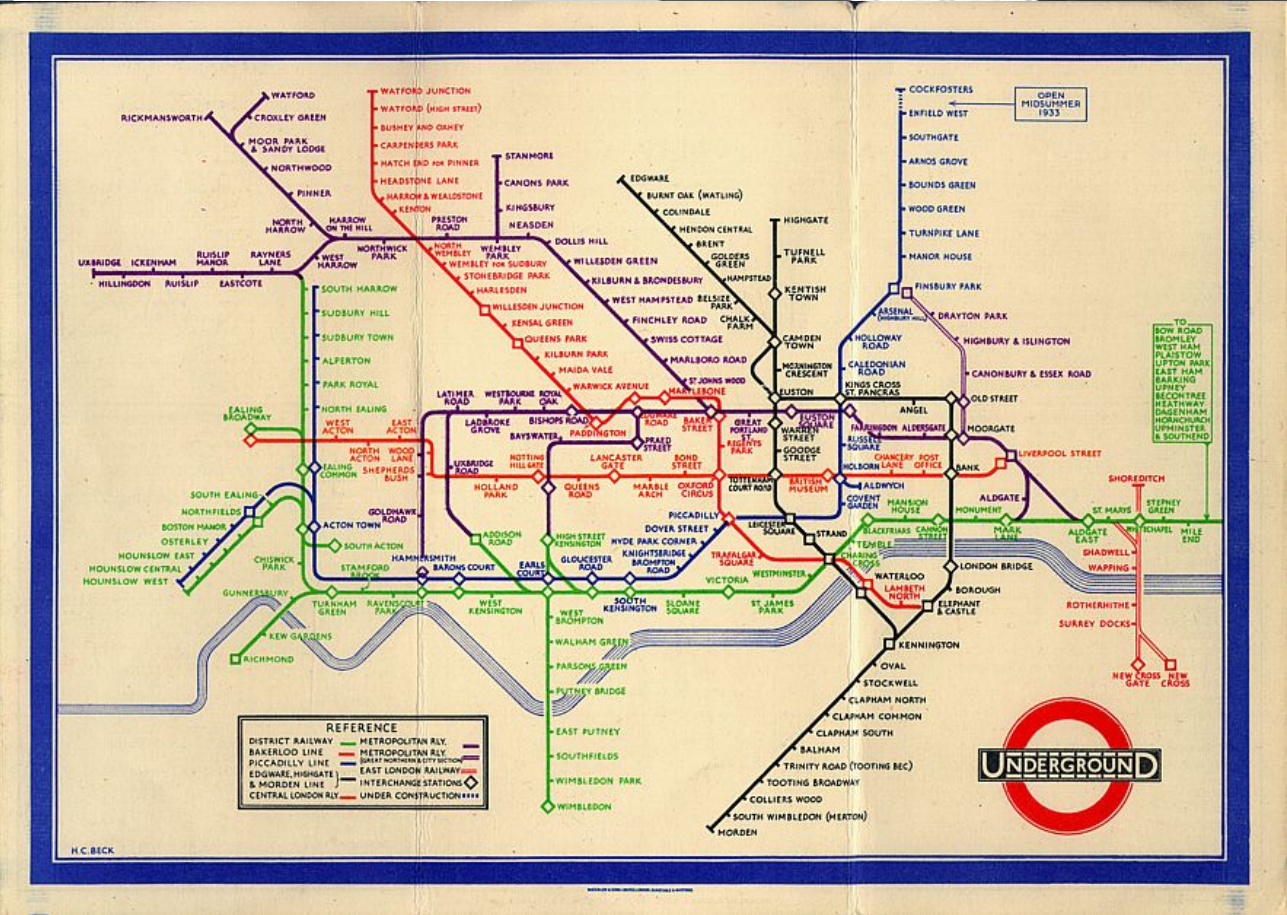 WATFORD
CROXLEY GREEN
RICKMANSWORTH
MOOR PARK
& SANDY LODGE
NORTHWOOD
PINNER
NORTH
HARROW
HARROW
ON THE HILL
NORTHWICK
PARK
PRESTON
ROAD
WEMBLEY
PARK
NEASDEN
STANMORE
CANONS PARK
KINGSBURY
WEST
HARROW
RAYNERS
LANE
EASTCOTE
RUISLIP
MANOR
RUISLIP
ICKENHAM
HILLINGDON
UXBRIDGE
DOLLIS HILL
WILLESDEN GREEN
KILBURN & BRONDESBURY
WEST HAMPSTEAD
FINCHLEY ROAD
SWISS COTTAGE
MARLBORO ROAD
ST JOHNS WOOD
WATFORD JUNCTION
WATFORD (HIGH STREET)
BUSHEY AND OXHEY
CARPENDERS PARK
HATCH END FOR PINNER
HEADSTONE LANE
HARROW & WEALDSTONE
KENTON
NORTH
WEMBLEY
WEMBLEY FOR SUDBURY
STONEBRIDGE PARK
HARLESDEN
WILLESDEN JUNCTION
KENSAL GREEN
QUEENS PARK
KILBURN PARK
MAIDA VALE
WARWICK AVENUE
PADDINGTON
EDGWARE
ROAD
MARYLEBONE
BAKER
STREET
REGENTS
PARK
OXFORD
CIRCUS
PICCADILLY
TRAFALGAR
SQUARE
CHARING
CROSS
WATERLOO
LAMBETH
NORTH
ELEPHANT
& CASTLE
EDGWARE
BURNT OAK (WATLING)
COLINDALE
HENDON CENTRAL
BRENT
GOLDERS
GREEN
HAMPSTEAD
BELSIZE
PARK
CHALK
FARM
HIGHGATE
TUFNELL
PARK
KENTISH
TOWN
CAMDEN
TOWN
MORNINGTON
CRESCENT
EUSTON
WARREN
STREET
GOODGE
STREET
TOTTENHAM
COURT ROAD
LEICESTER
SQUARE
STRAND
KINGS CROSS
ST. PANCRAS
ANGEL
OLD STREET
MOORGATE
BANK
LONDON BRIDGE
BOROUGH
KENNINGTON
OVAL
STOCKWELL
CLAPHAM NORTH
CLAPHAM COMMON
CLAPHAM SOUTH
BALHAM
TRINITY ROAD (TOOTING BEC)
TOOTING BROADWAY
COLLIERS WOOD
SOUTH WIMBLEDON (MERTON)
MORDEN
COCKFOSTERS
OPEN
MIDSUMMER
1933
ENFIELD WEST
SOUTHGATE
ARNOS GROVE
BOUNDS GREEN
WOOD GREEN
TURNPIKE LANE
MANOR HOUSE
FINSBURY PARK
ARSENAL
(HIGHBURY HILL)
HOLLOWAY
ROAD
CALEDONIAN
ROAD
RUSSELL
SQUARE
HOLBORN
ALDWYCH
COVENT
GARDEN
DOVER STREET
HYDE PARK CORNER
KNIGHTSBRIDGE
BROMPTON
ROAD
DRAYTON PARK
HIGHBURY & ISLINGTON
CANONBURY & ESSEX ROAD
SOUTH HARROW
SUDBURY HILL
SUDBURY TOWN
ALPERTON
PARK ROYAL
NORTH EALING
EALING
COMMON
ACTON TOWN
SOUTH ACTON
EALING
BROADWAY
WEST
ACTON
NORTH
ACTON
EAST
ACTON
WOOD
LANE
SHEPHERDS
BUSH
HOLLAND
PARK
NOTTING
HILL GATE
QUEENS
ROAD
LANCASTER
GATE
MARBLE
ARCH
BOND
STREET
BRITISH
MUSEUM
CHANCERY
LANE
POST
OFFICE
LIVERPOOL STREET
LATIMER
ROAD
LADBROKE
GROVE
WESTBOURNE
PARK
ROYAL
OAK
BISHOPS ROAD
BAYSWATER
PRAED
STREET
GREAT
PORTLAND
ST.
EUSTON
SQUARE
FARRINGDON
ALDERSGATE
UXBRIDGE
ROAD
GOLDHAWK
ROAD
ADDISON
ROAD
HIGH STREET
KENSINGTON
HAMMERSMITH
BARONS COURT
EARLS
COURT
GLOUCESTER
ROAD
SOUTH
KENSINGTON
SLOANE
SQUARE
VICTORIA
ST. JAMES
PARK
WESTMINSTER
TEMPLE
BLACKFRIARS
MANSION
HOUSE
CANNON
STREET
MONUMENT
MARK
LANE
ALDGATE
ALDGATE
EAST
ST. MARYS
WHITECHAPEL
STEPNEY
GREEN
MILE
END
TO
BOW ROAD
BROMLEY
WEST HAM
PLAISTOW
UPTON PARK
EAST HAM
BARKING
UPNEY
BECONTREE
HEATHWAY
DAGENHAM
HORNCHURCH
UPMINSTER
& SOUTHEND
SHOREDITCH
SHADWELL
WAPPING
ROTHERHITHE
SURREY DOCKS
NEW CROSS
GATE
NEW
CROSS
SOUTH EALING
NORTHFIELDS
BOSTON MANOR
OSTERLEY
HOUNSLOW EAST
HOUNSLOW CENTRAL
HOUNSLOW WEST
CHISWICK
PARK
GUNNERSBURY
KEW GARDENS
RICHMOND
TURNHAM
GREEN
STAMFORD
BROOK
RAVENSCOURT
PARK
WEST
KENSINGTON
WEST
BROMPTON
WALHAM GREEN
PARSONS GREEN
PUTNEY BRIDGE
EAST PUTNEY
SOUTHFIELDS
WIMBLEDON PARK
WIMBLEDON
REFERENCE
DISTRICT RAILWAY
BAKERLOO LINE
PICCADILLY LINE
EDGWARE, HIGHGATE
& MORDEN LINE
CENTRAL LONDON RLY.
METROPOLITAN RLY.
METROPOLITAN RLY.
(GREAT NORTHERN & CITY SECTION)
EAST LONDON RAILWAY
INTERCHANGE STATIONS
UNDER CONSTRUCTION
UNDERGROUND
H.C. BECK